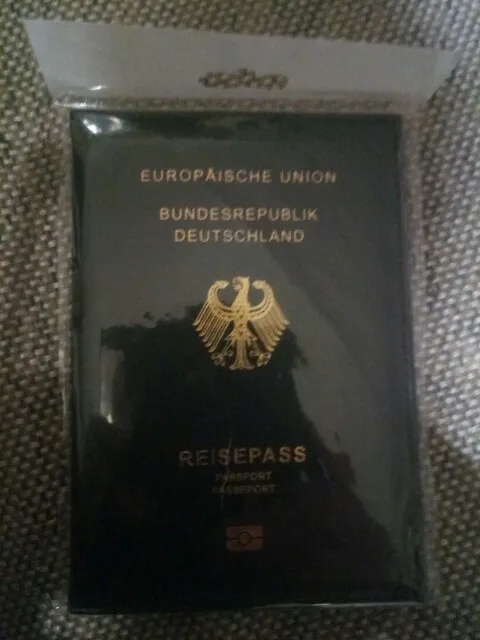 EUROPÄISCHE UNION
BUNDESREPUBLIK
DEUTSCHLAND
REISEPASS
PASSPORT
PASSEPORT